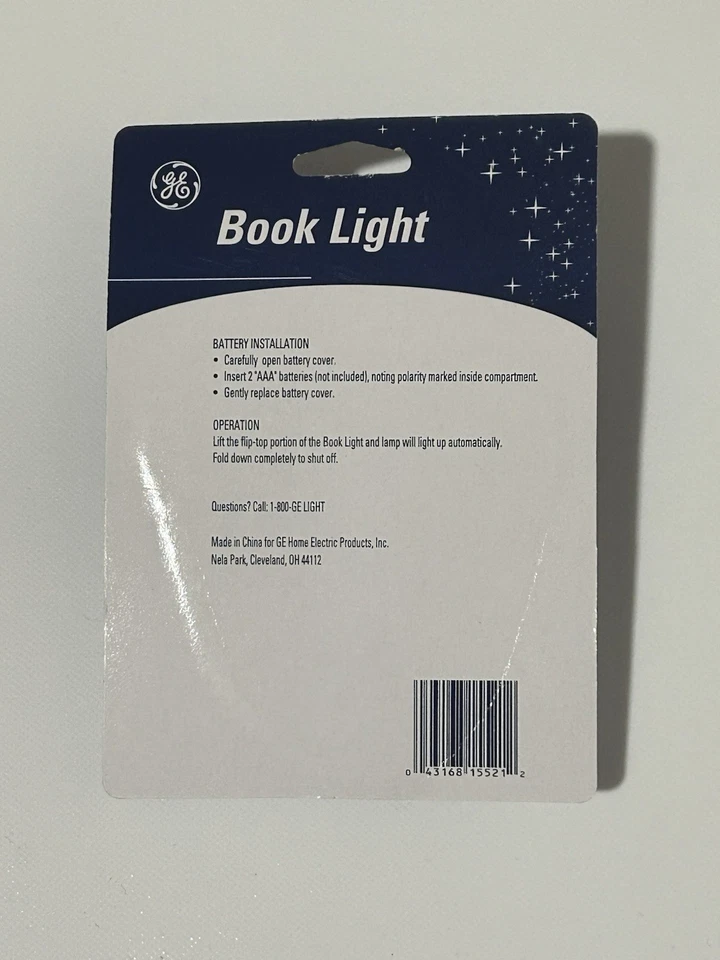 GE
Book Light
BATTERY INSTALLATION
• Carefully open battery cover.
• Insert 2 "AAA" batteries (not included), noting polarity marked inside compartment.
• Gently replace battery cover.
OPERATION
Lift the flip-top portion of the Book Light and lamp will light up automatically.
Fold down completely to shut off.
Questions? Call: 1-800-GE LIGHT
Made in China for GE Home Electric Products, Inc.
Nela Park, Cleveland, OH 44112
0 43168 15521 2